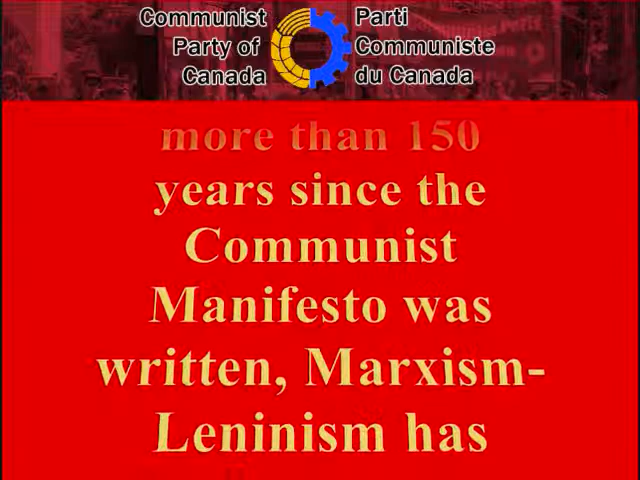 Communist
Party of
Canada
Parti
Communiste
du Canada
more than 150
years since the
Communist
Manifesto was
written, Marxism-
Leninism has